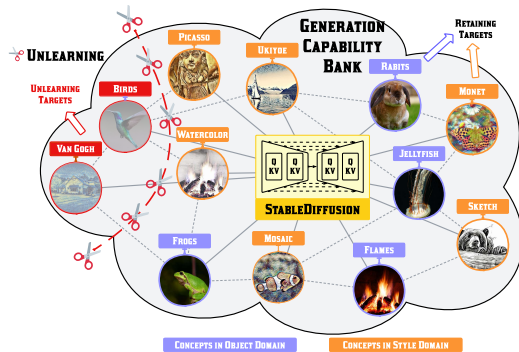 Unlearning
Unlearning
Targets
Generation
Capability
Bank
Retaining
Targets
Picasso
Ukiyoe
Rabits
Birds
Monet
Van Gogh
Watercolor
Jellyfish
Q
KV
Q
KV
Q
KV
Q
KV
StableDiffusion
Sketch
Frogs
Mosaic
Flames
Concepts in Object Domain
Concepts in Style Domain